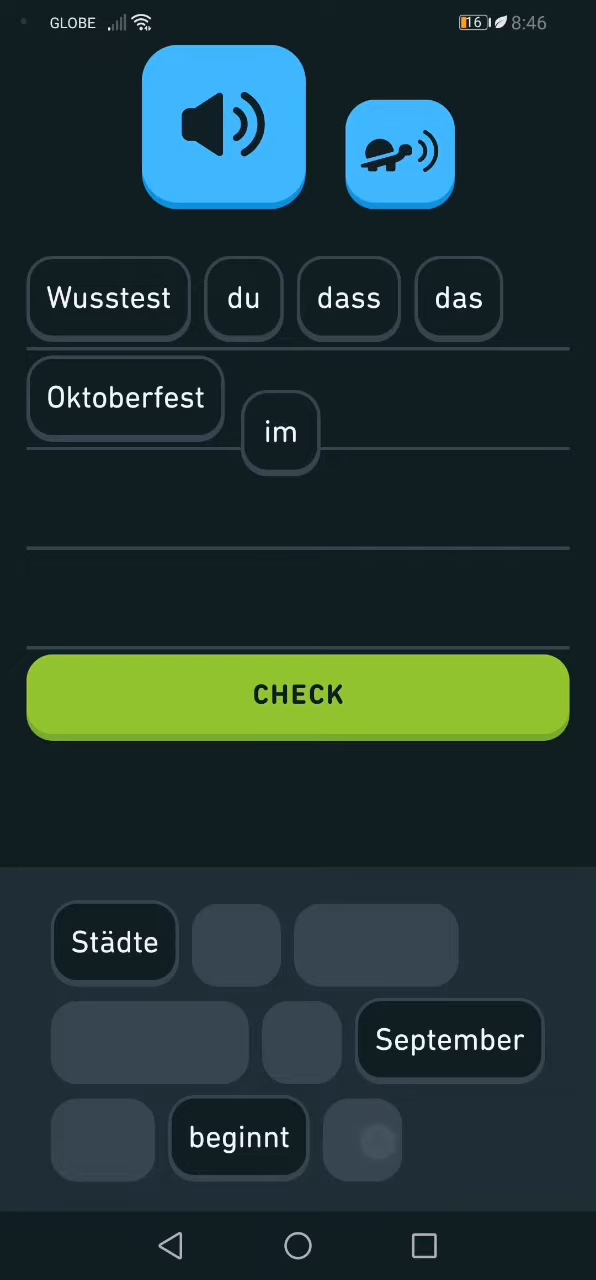 GLOBE 16 8:46
Wusstest du dass das
Oktoberfest im
CHECK
Städte
September
beginnt